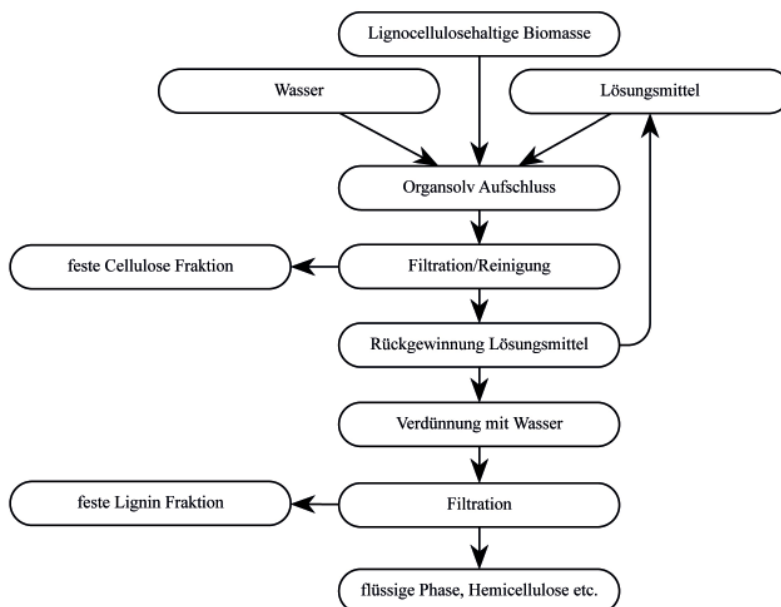 Lignocellulosehaltige Biomasse
Wasser
Lösungsmittel
Organsolv Aufschluss
feste Cellulose Fraktion
Filtration/Reinigung
Rückgewinnung Lösungsmittel
Verdünnung mit Wasser
feste Lignin Fraktion
Filtration
flüssige Phase, Hemicellulose etc.